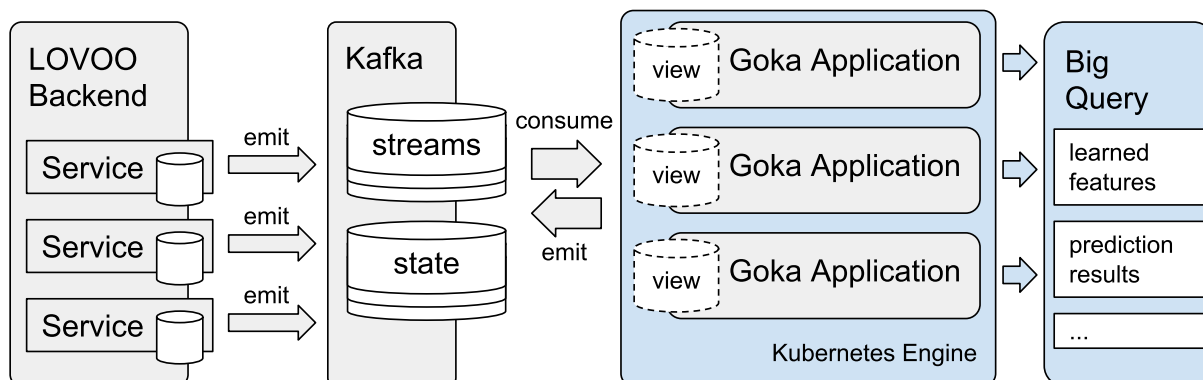 LOVOO
Backend
Service
Service
Service
emit
emit
emit
Kafka
streams
state
consume
emit
view
Goka Application
view
Goka Application
view
Goka Application
Kubernetes Engine
Big
Query
learned
features
prediction
results
...